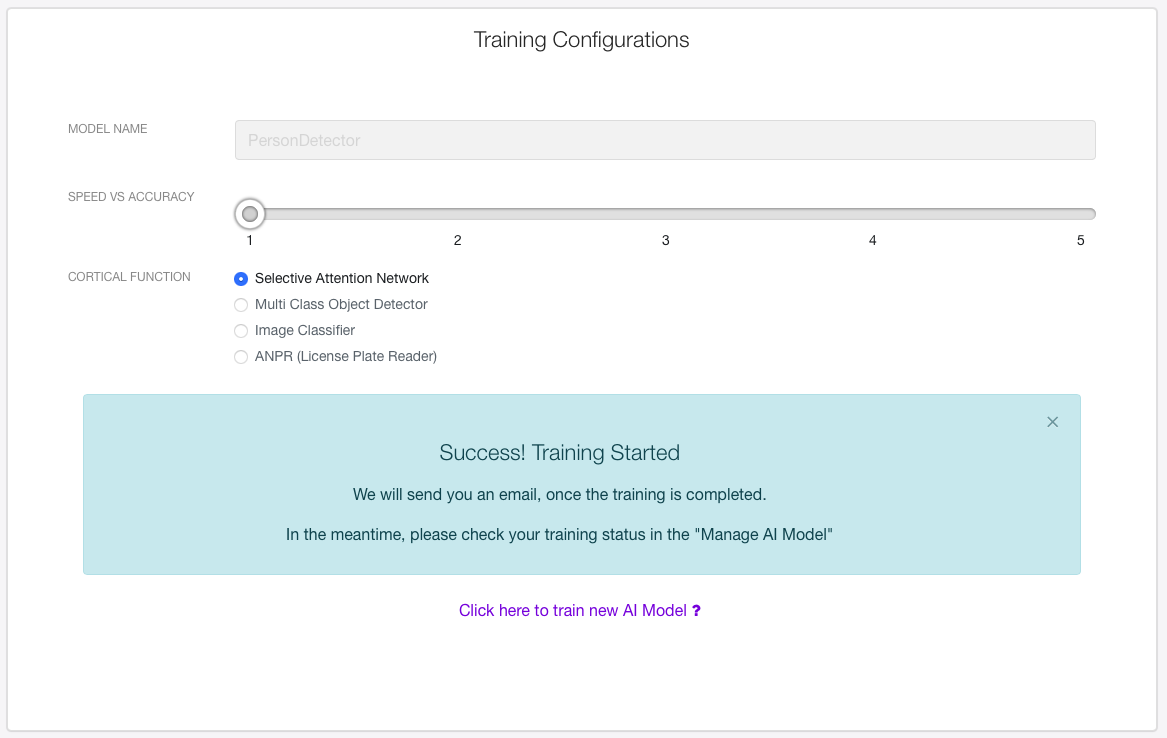 Training Configurations
MODEL NAME
PersonDetector
SPEED VS ACCURACY
1 2 3 4 5
CORTICAL FUNCTION
Selective Attention Network
Multi Class Object Detector
Image Classifier
ANPR (License Plate Reader)
×
Success! Training Started
We will send you an email, once the training is completed.
In the meantime, please check your training status in the "Manage AI Model"
Click here to train new AI Model ?